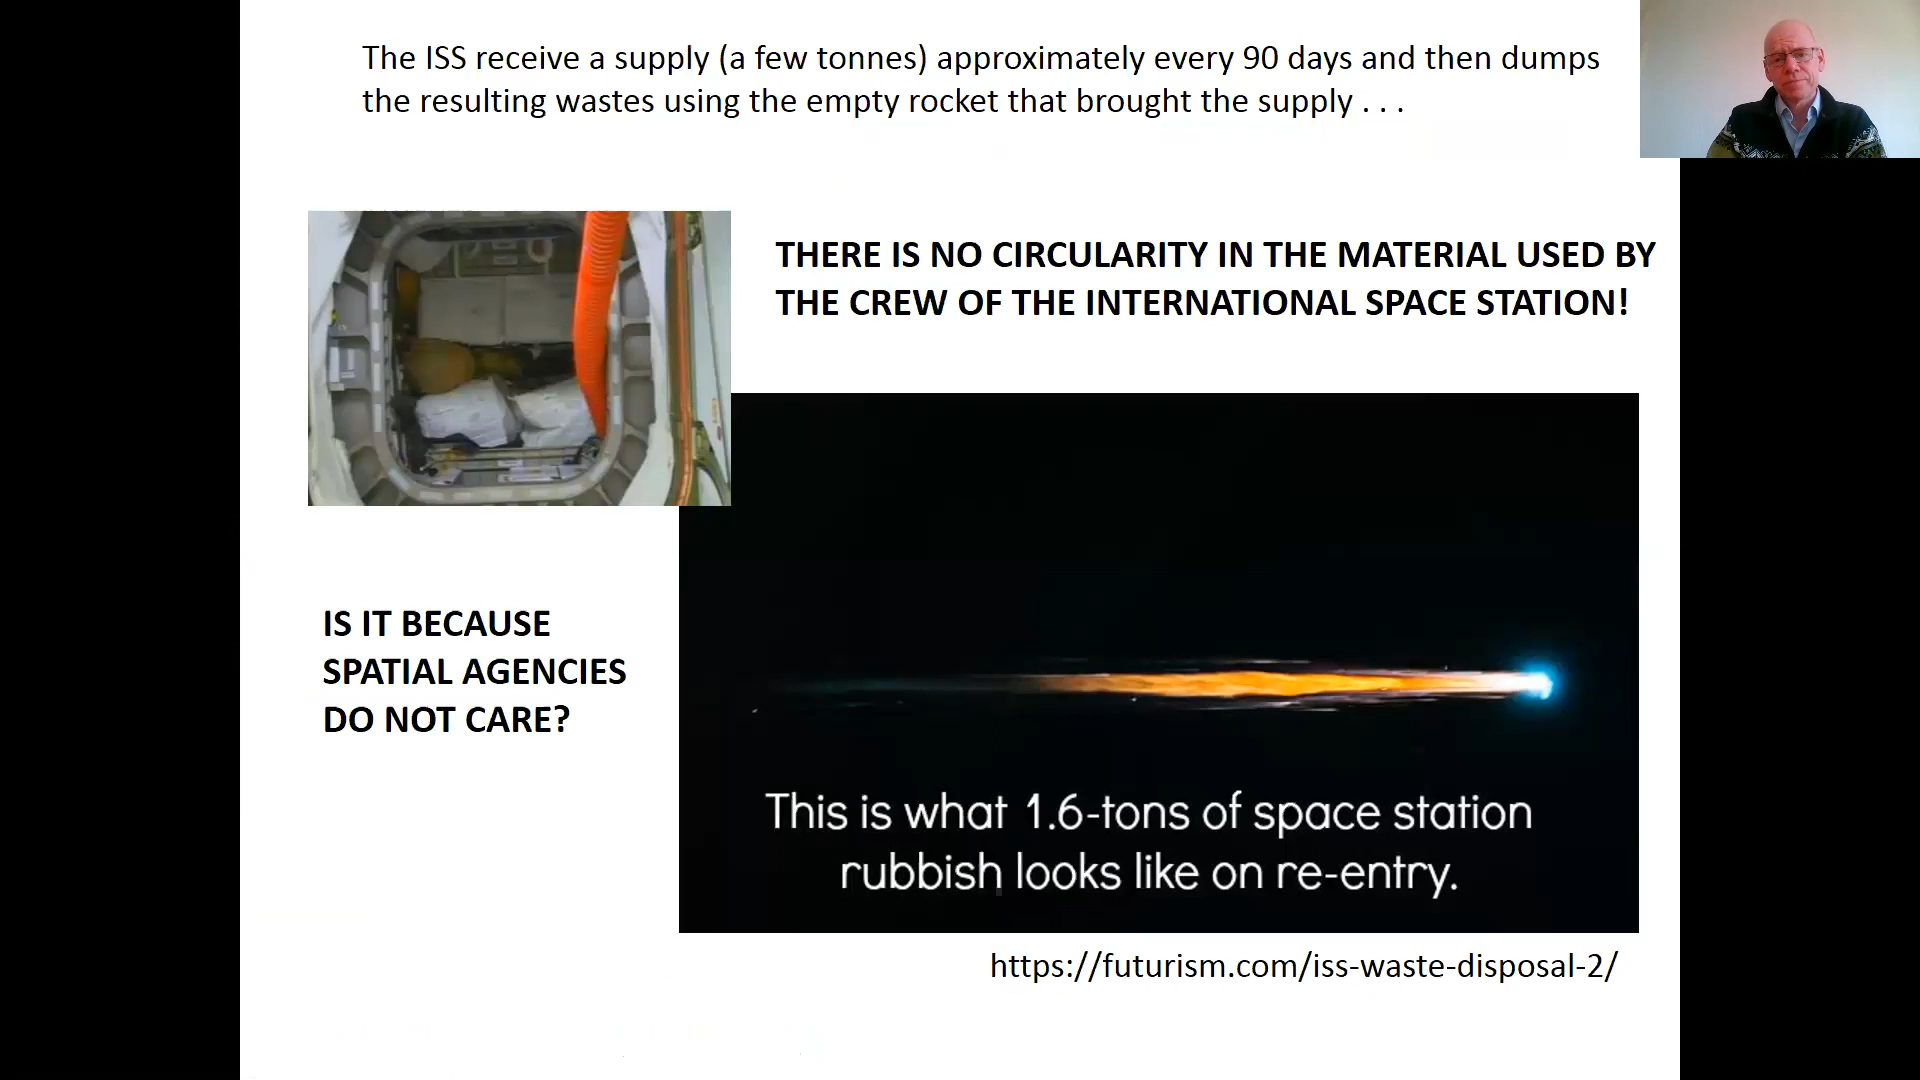 The ISS receive a supply (a few tonnes) approximately every 90 days and then dumps
the resulting wastes using the empty rocket that brought the supply . . .
THERE IS NO CIRCULARITY IN THE MATERIAL USED BY
THE CREW OF THE INTERNATIONAL SPACE STATION!
IS IT BECAUSE
SPATIAL AGENCIES
DO NOT CARE?
This is what 1.6-tons of space station
rubbish looks like on re-entry.
https://futurism.com/iss-waste-disposal-2/